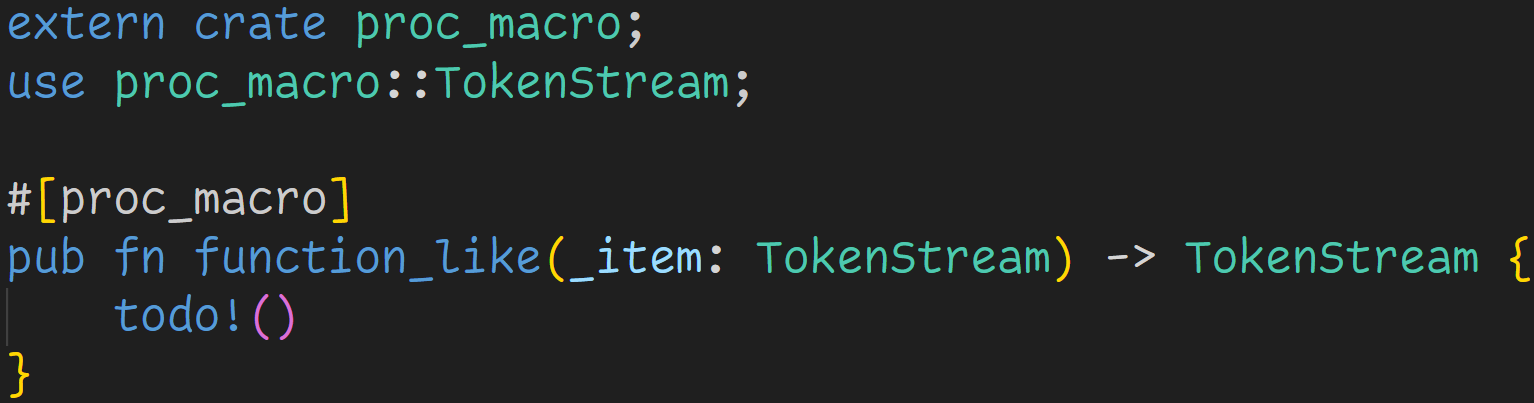 extern crate proc_macro;
use proc_macro::TokenStream;

#[proc_macro]
pub fn function_like(_item: TokenStream) -> TokenStream {
    todo!()
}